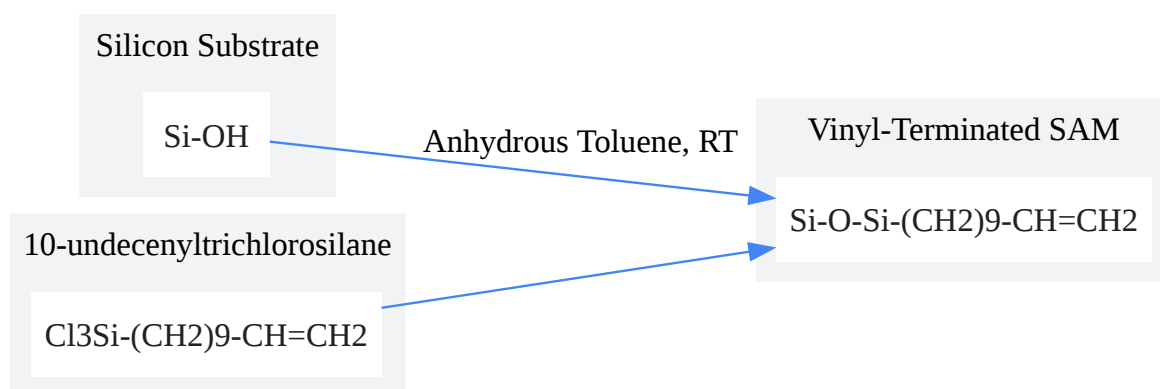 Silicon Substrate
Si-OH
Anhydrous Toluene, RT
Vinyl-Terminated SAM
Si-O-Si-(CH2)9-CH=CH2
10-undecenyltrichlorosilane
Cl3Si-(CH2)9-CH=CH2